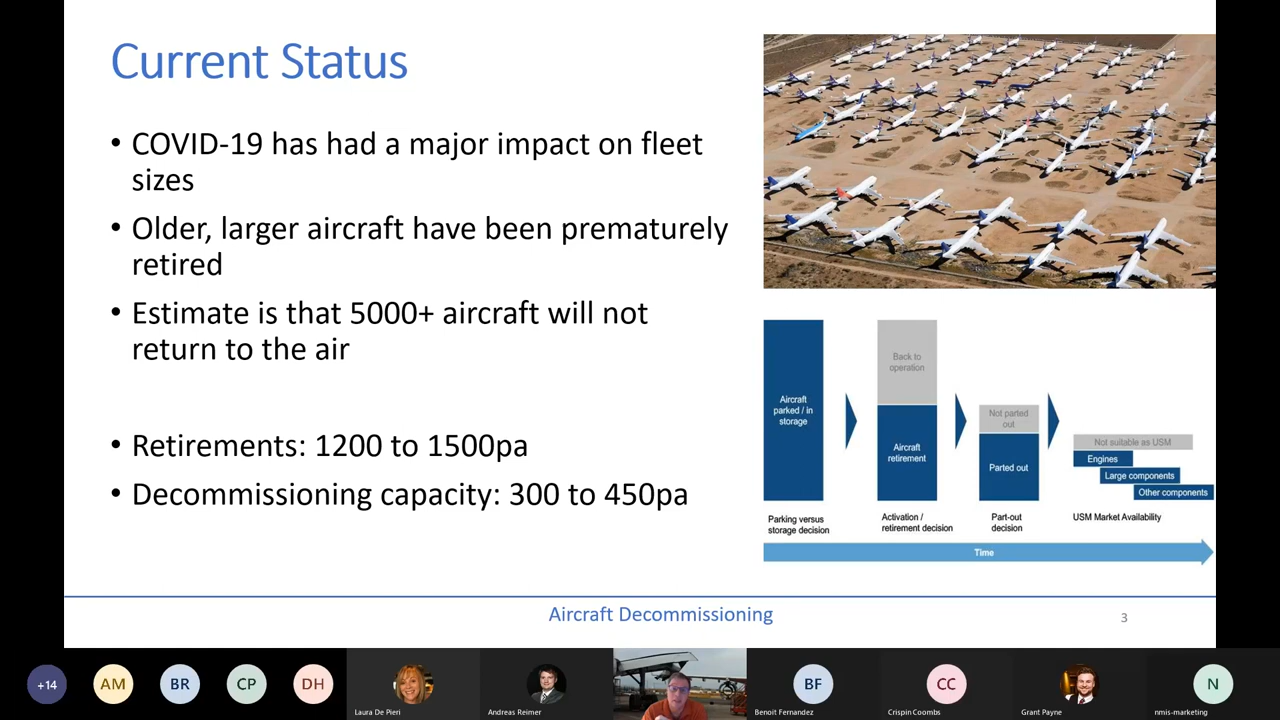 Current Status
• COVID-19 has had a major impact on fleet
sizes
• Older, larger aircraft have been prematurely
retired
• Estimate is that 5000+ aircraft will not
return to the air
• Retirements: 1200 to 1500pa
• Decommissioning capacity: 300 to 450pa
Aircraft
parked / in
storage
Back to
operation
Aircraft
retirement
Not parted
out
Parted out
Not suitable as USM
Engines
Large components
Other components
Parking versus
storage decision
Activation /
retirement decision
Part-out
decision
USM Market Availability
Time
Aircraft Decommissioning
3
+14
AM
BR
CP
DH
Laura De Pieri
Andreas Reimer
BF
Benoit Fernandez
CC
Crispin Coombs
Grant Payne
N
nmis-marketing